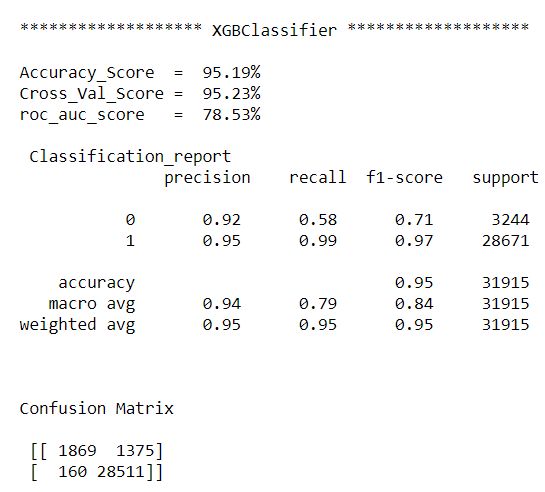 ******************* XGBClassifier *******************
Accuracy_Score  =  95.19%
Cross_Val_Score =  95.23%
roc_auc_score   =  78.53%
Classification_report
precision    recall  f1-score   support
0       0.92      0.58      0.71      3244
1       0.95      0.99      0.97     28671
accuracy                           0.95     31915
macro avg       0.94      0.79      0.84     31915
weighted avg       0.95      0.95      0.95     31915
Confusion Matrix
[[ 1869  1375]
[  160 28511]]